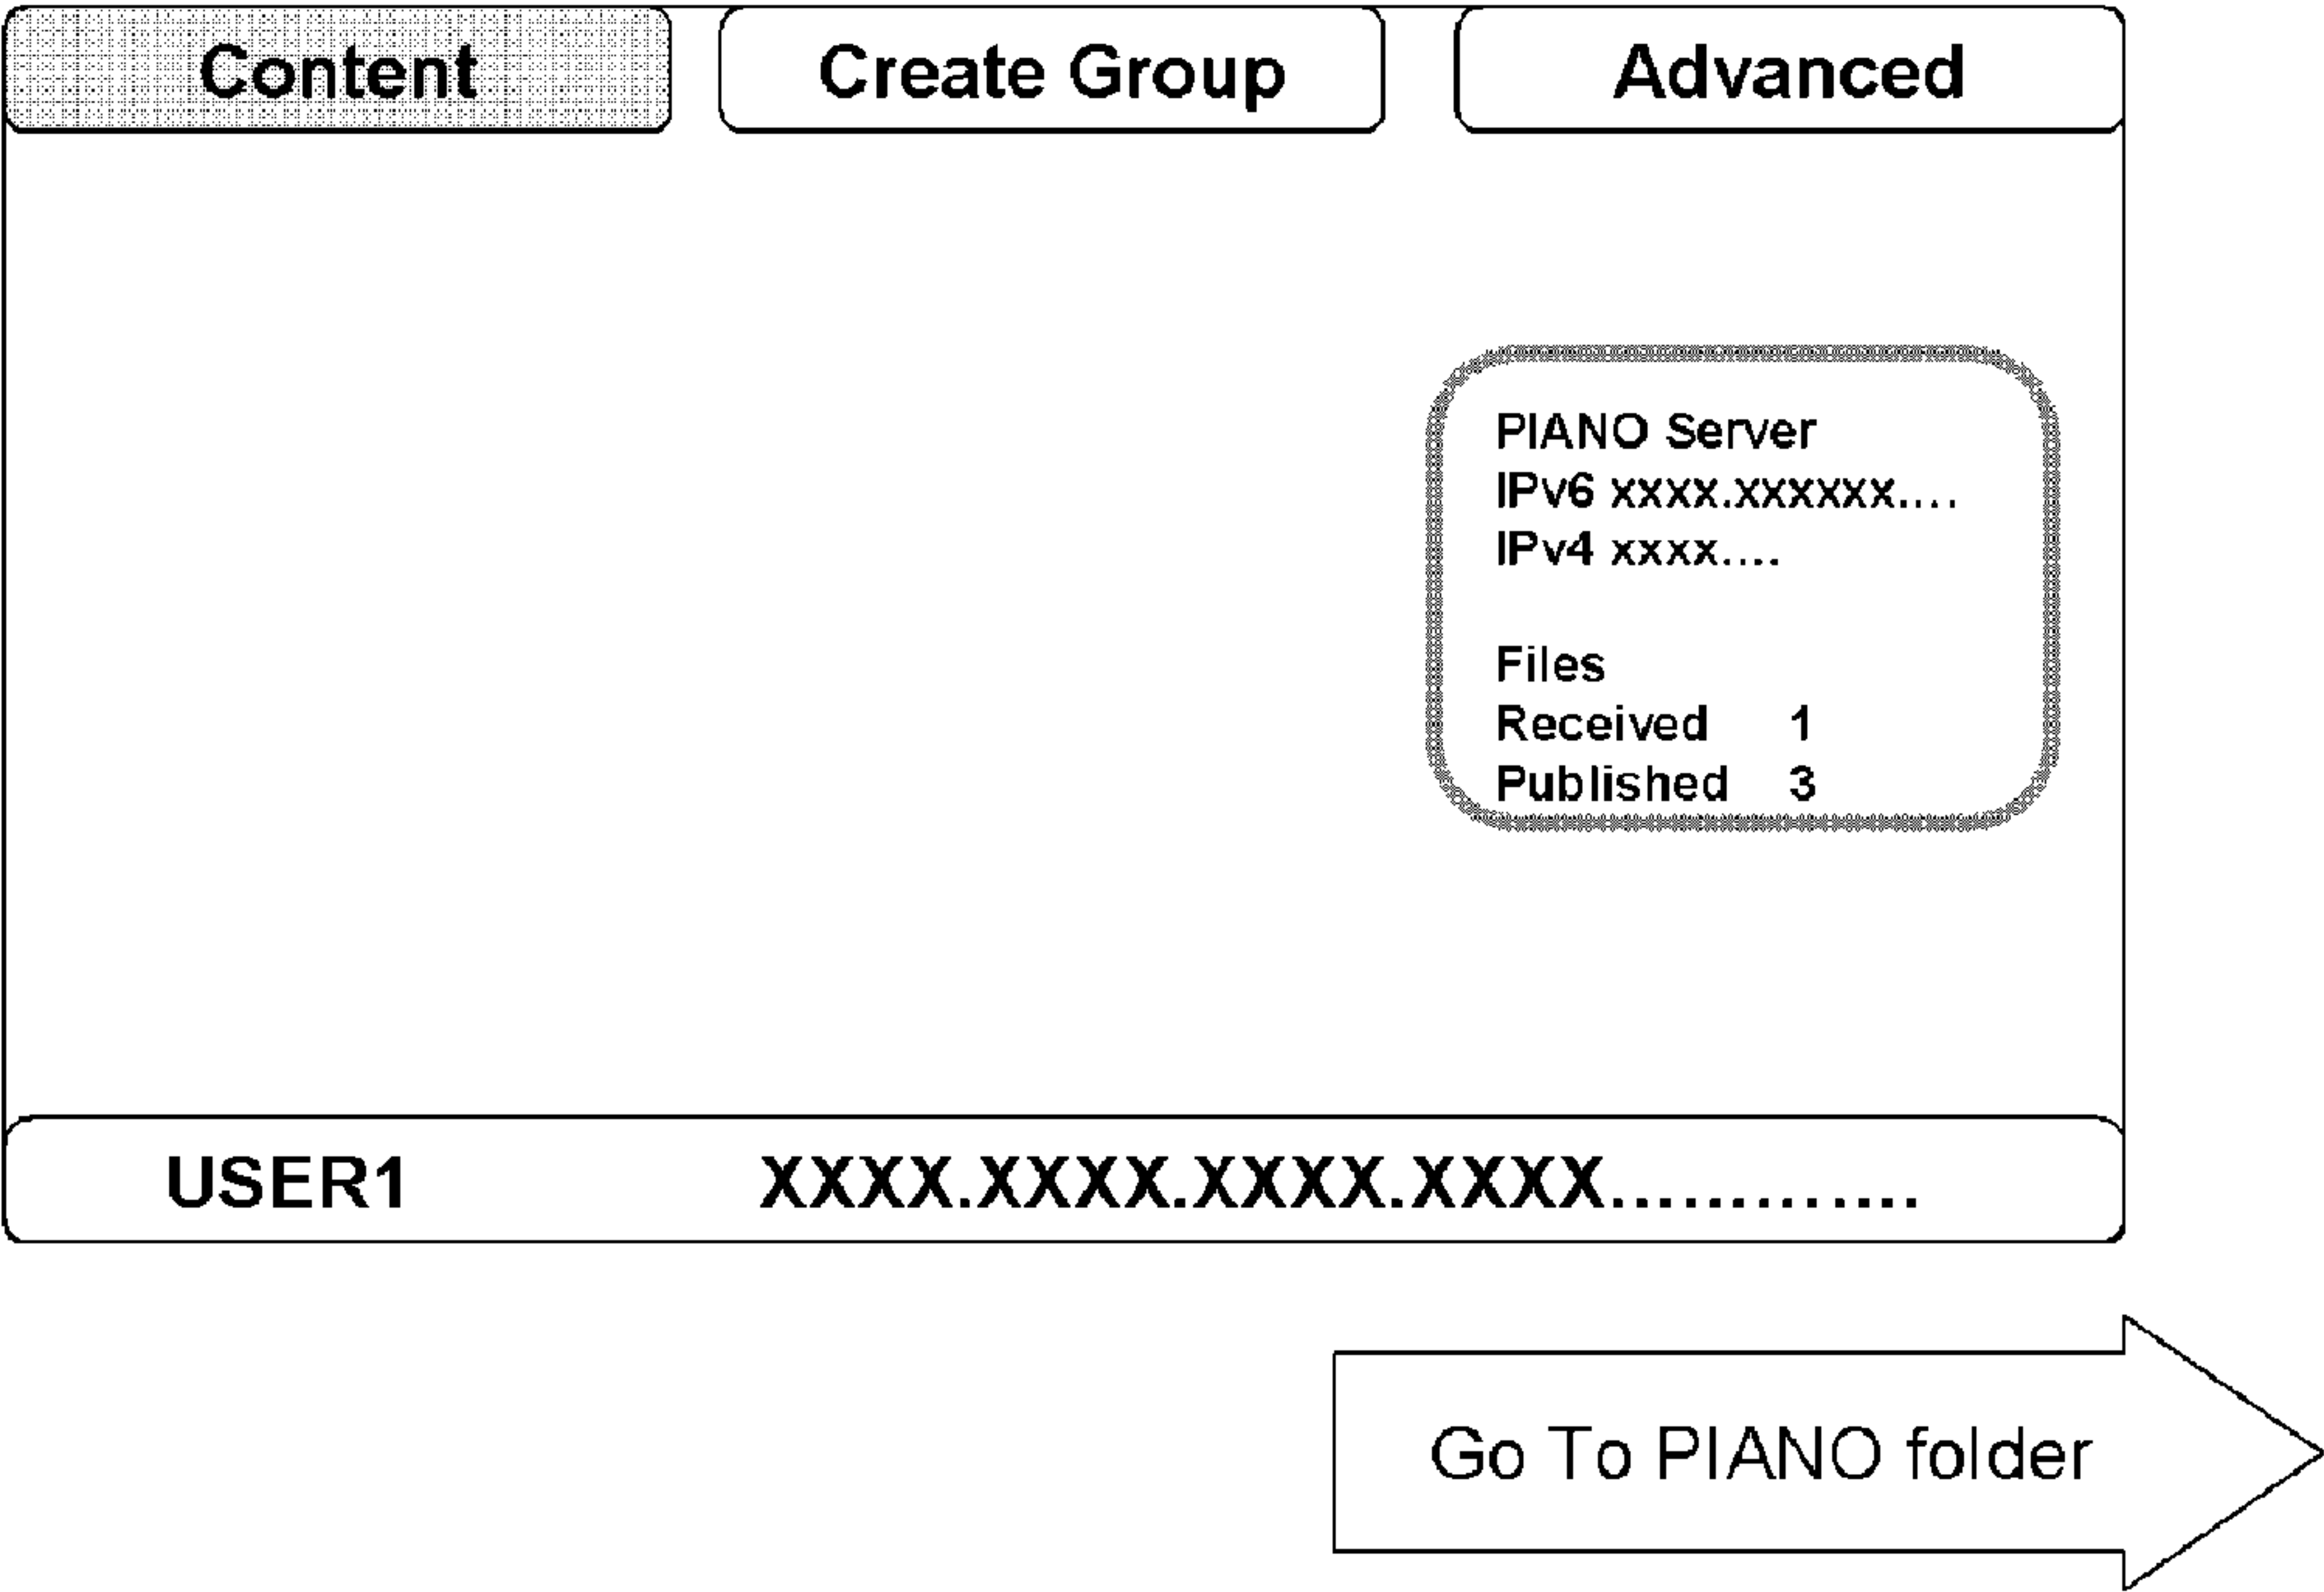 Content
Create Group
Advanced
PIANO Server
IPv6 xxxx.xxxxxx....
IPv4 xxxx....
Files
Received 1
Published 3
USER1 XXXX.XXXX.XXXX.XXXX.............
Go To PIANO folder